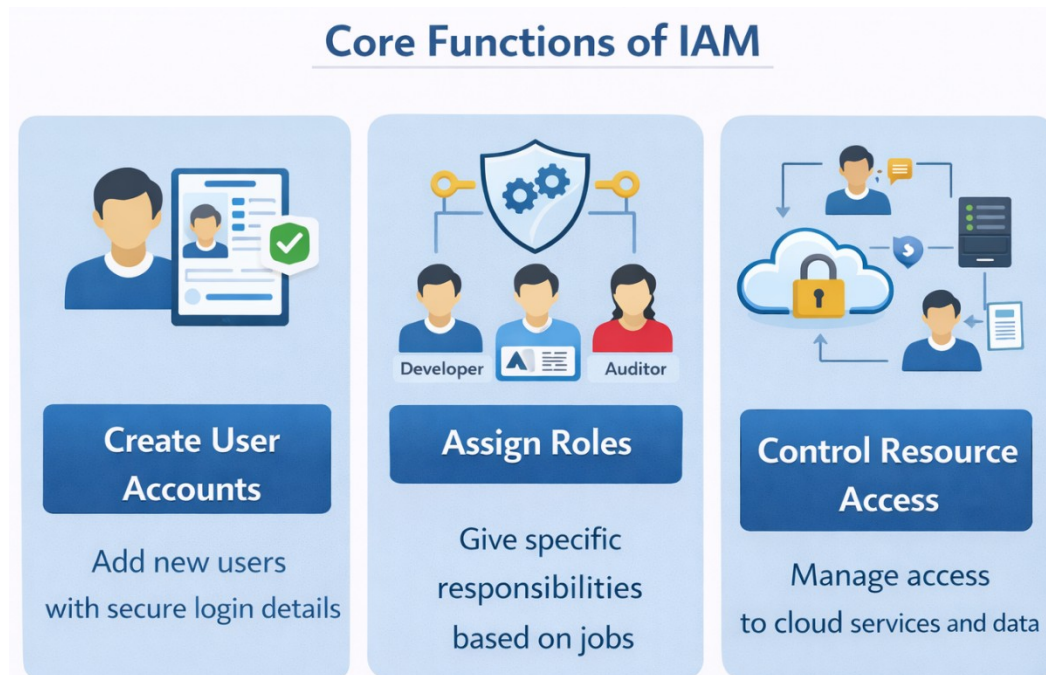 Core Functions of IAM
Developer
Auditor
Create User
Accounts
Add new users
with secure login details
Assign Roles
Give specific
responsibilities
based on jobs
Control Resource
Access
Manage access
to cloud services and data